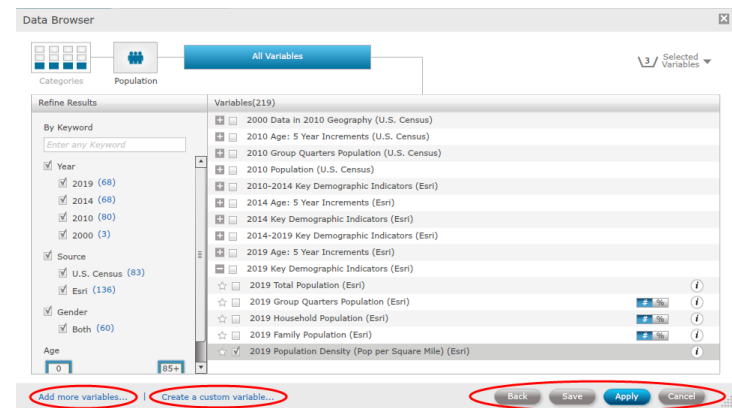 Data Browser
All Variables
3 Selected Variables
Categories Population
Refine Results
Variables(219)
By Keyword
Enter any Keyword
Year
2019 (68)
2014 (68)
2010 (80)
2000 (3)
Source
U.S. Census (83)
Esri (136)
Gender
Both (60)
Age
0 85+
2000 Data in 2010 Geography (U.S. Census)
2010 Age: 5 Year Increments (U.S. Census)
2010 Group Quarters Population (U.S. Census)
2010 Population (U.S. Census)
2010-2014 Key Demographic Indicators (Esri)
2014 Age: 5 Year Increments (Esri)
2014 Key Demographic Indicators (Esri)
2014-2019 Key Demographic Indicators (Esri)
2019 Age: 5 Year Increments (Esri)
2019 Key Demographic Indicators (Esri)
2019 Total Population (Esri) i
2019 Group Quarters Population (Esri) # % i
2019 Household Population (Esri) # % i
2019 Family Population (Esri) # % i
2019 Population Density (Pop per Square Mile) (Esri) i
Add more variables... | Create a custom variable... Back Save Apply Cancel